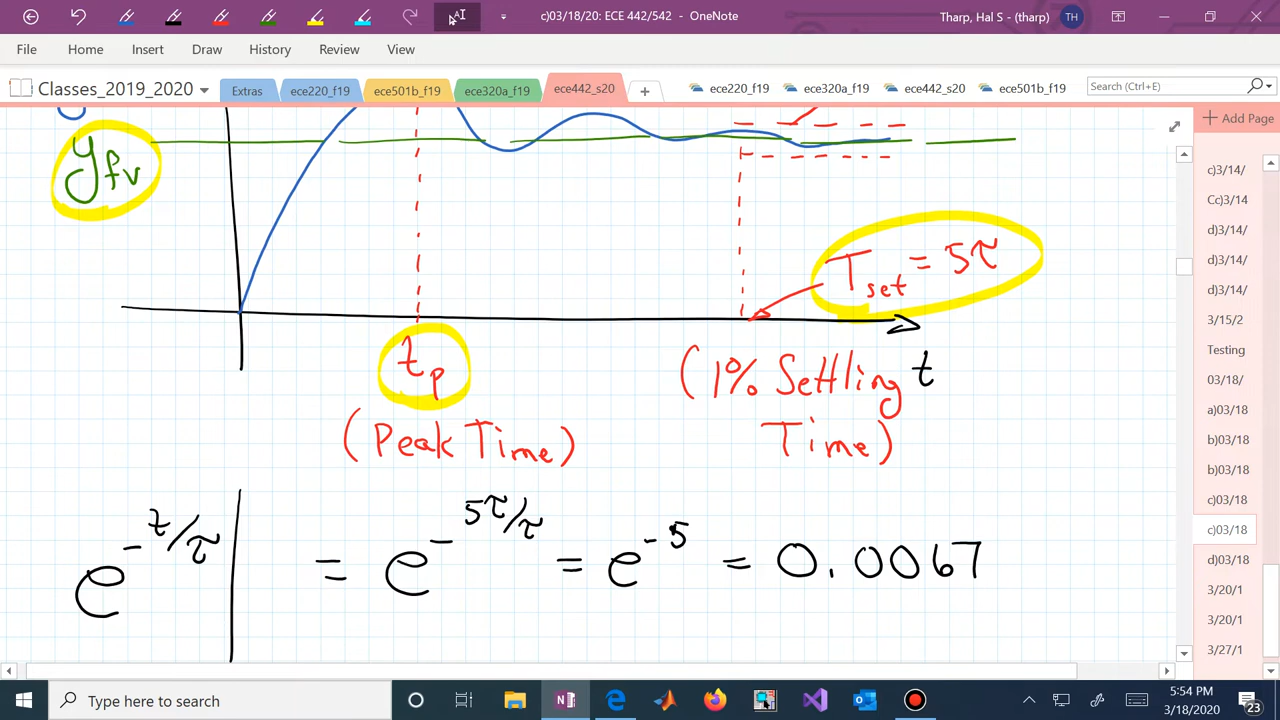 c)03/18/20: ECE 442/542 - OneNote
Tharp, Hal S - (tharp)
TH
File Home Insert Draw History Review View
Classes_2019_2020
Extras
ece220_f19
ece501b_f19
ece320a_f19
ece442_s20
ece220_f19
ece320a_f19
ece442_s20
ece501b_f19
Search (Ctrl+E)
Add Page
c)3/14/
Cc)3/14
d)3/14/
d)3/14/
d)3/14/
3/15/2
Testing
03/18/
a)03/18
b)03/18
b)03/18
c)03/18
c)03/18
d)03/18
3/20/1
3/20/1
3/27/1
y_fv
T_set = 5τ
t_p
(Peak Time)
(1% Settling
Time)
t
e^{-t/τ} | = e^{-5τ/τ} = e^{-5} = 0.0067
Type here to search
5:54 PM
3/18/2020
23